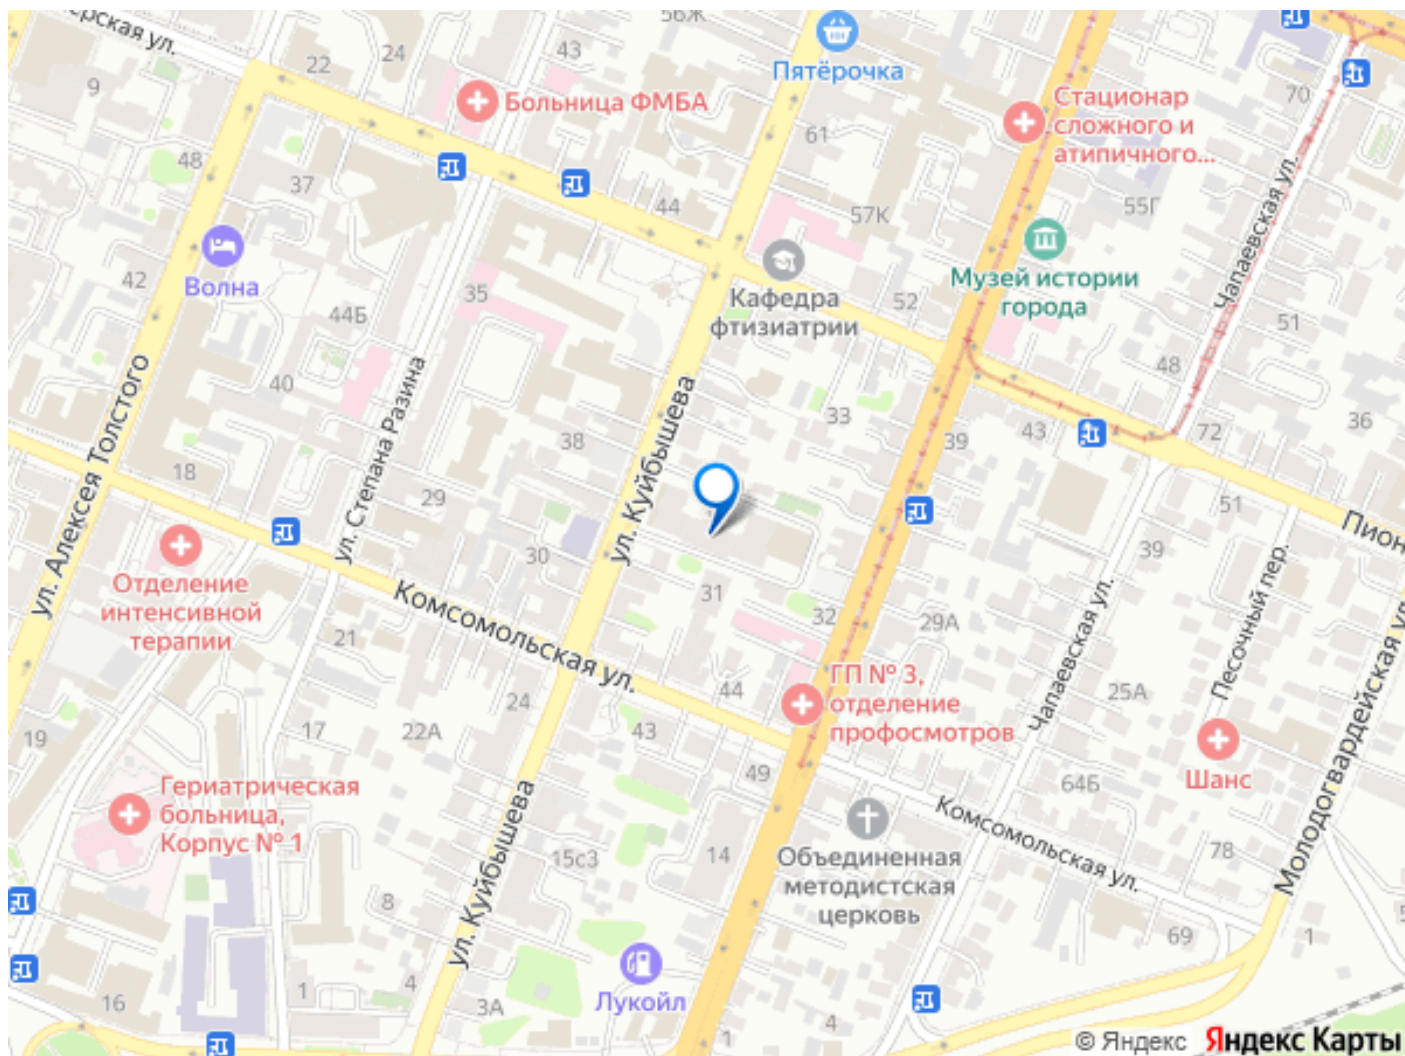 ерская ул.
56Ж
22
24
43
9
Пятёрочка
Больница ФМБА
61
Стационар
сложного и
атипичного...
70
48
37
44
57К
55Г
Чапаевская ул.
Волна
42
Кафедра
фтизиатрии
52
Музей истории
города
35
44Б
51
48
40
ул. Алексея Толстого
ул. Степана Разина
ул. Куйбышева
33
36
38
39
43
72
18
29
51
Пион
30
39
Отделение
интенсивной
терапии
Комсомольская ул.
31
32
29А
Чапаевская ул.
Песочный пер.
Молодогвардейская ул
21
44
ГП № 3,
отделение
профосмотров
25А
24
17
22А
43
19
49
64Б
Шанс
Гериатрическая
больница,
Корпус № 1
ул. Куйбышева
Комсомольская ул.
15с3
14
Объединенная
методистская
церковь
78
8
69
1
5
Лукойл
16
1
4
3А
1
4
© Яндекс Яндекс Карты